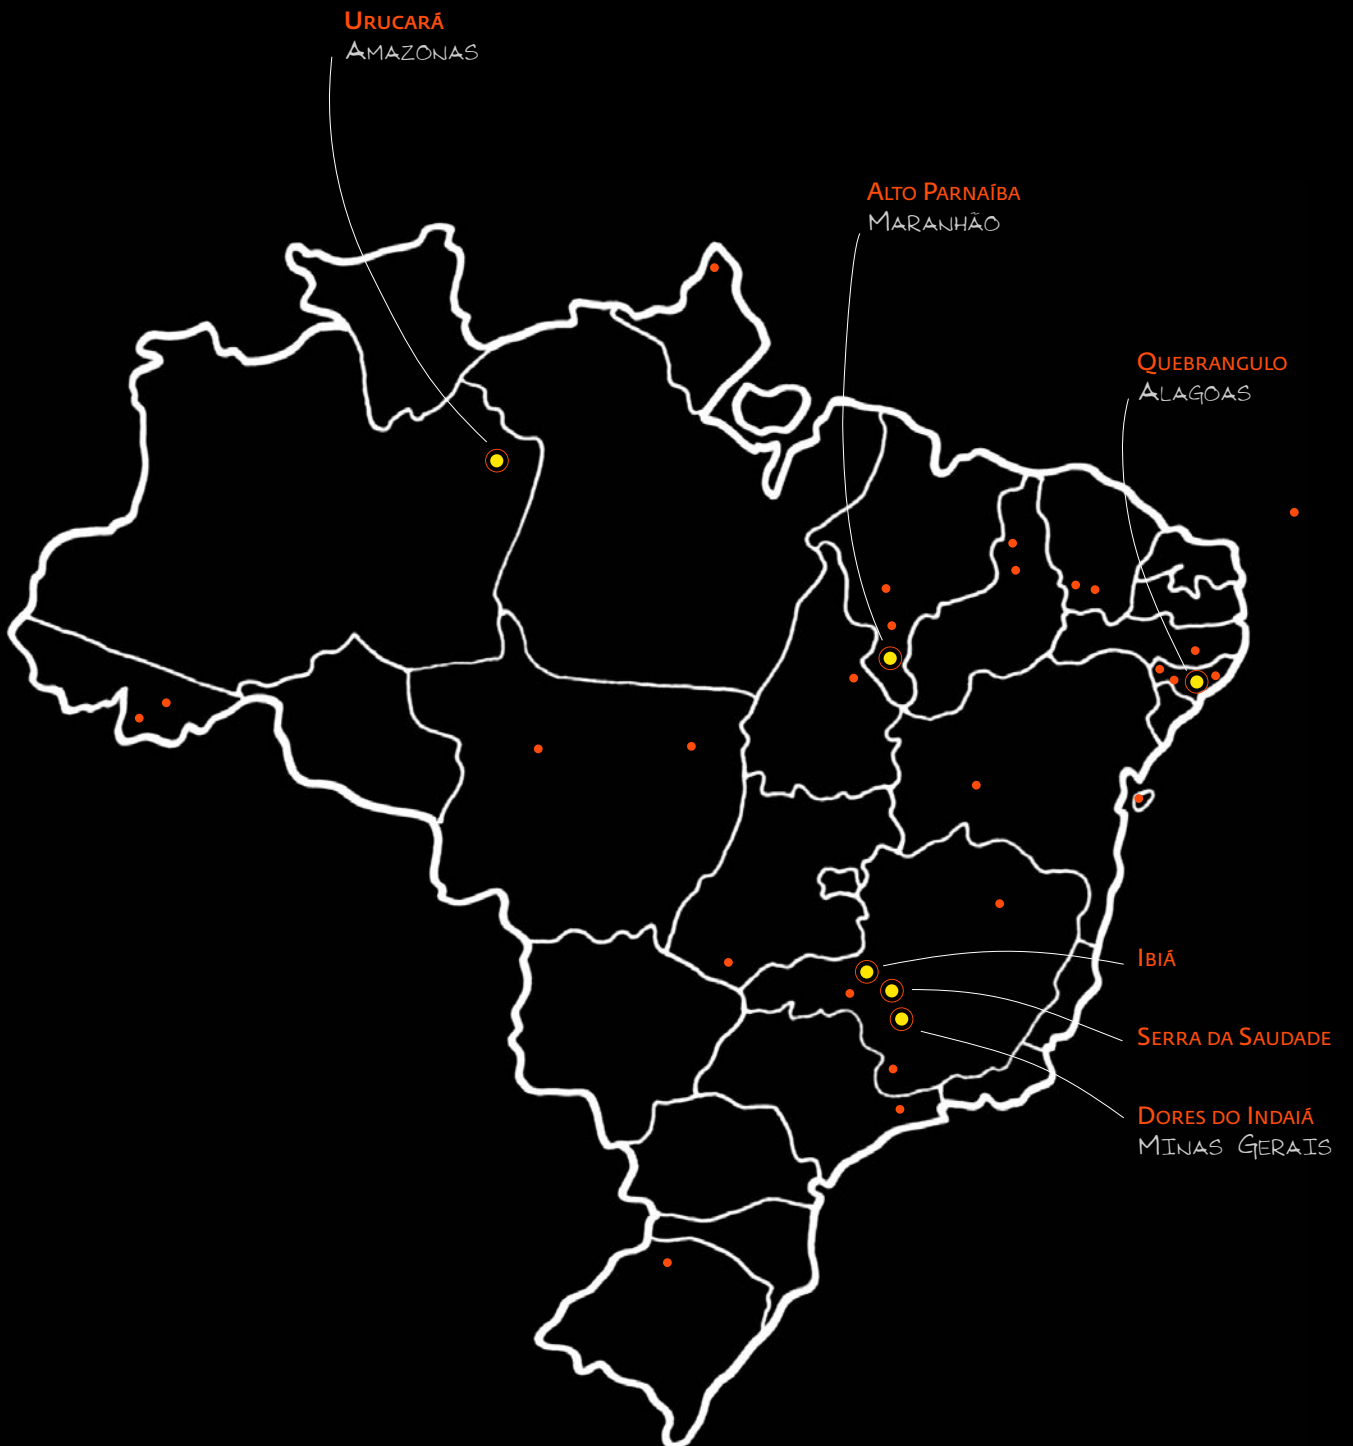 Urucará
Amazonas
Alto Parnaíba
Maranhão
Quebrangulo
Alagoas
Ibiá
Serra da Saudade
Dores do Indaiá
Minas Gerais